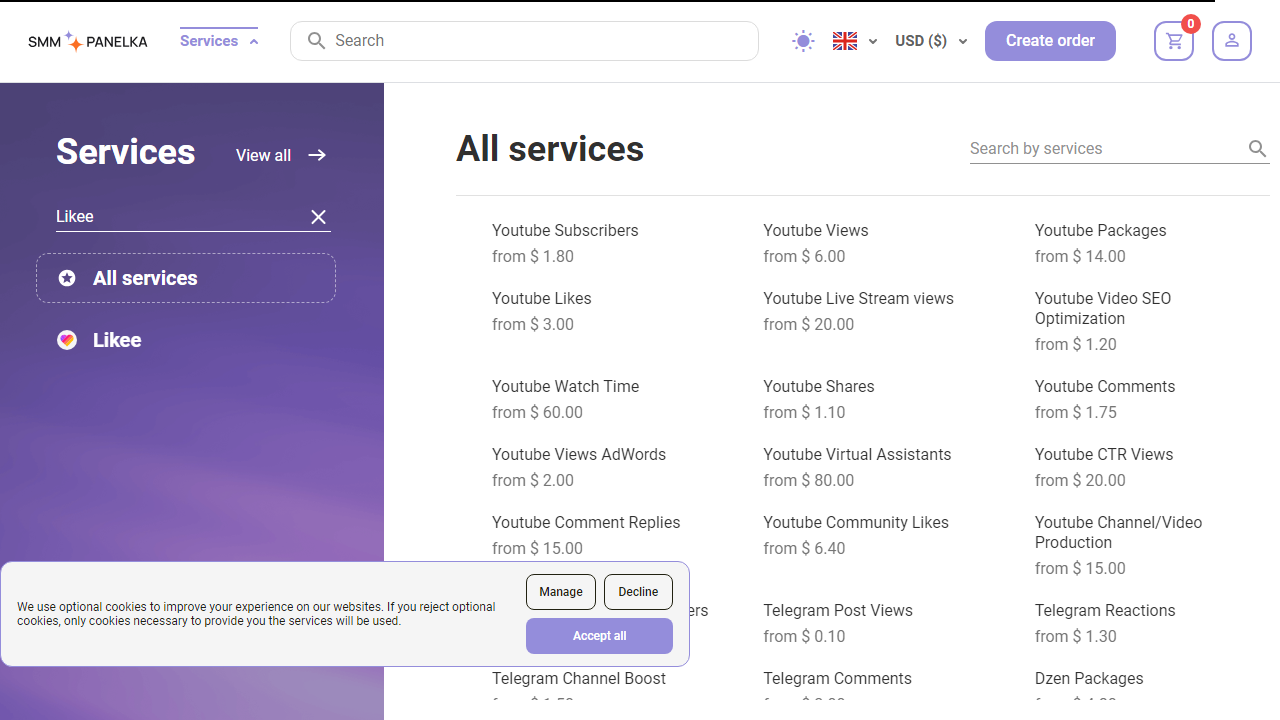 SMM PANELKA
Services
Search
USD ($)
Create order
0
Services
View all
Likee
All services
Likee
All services
Search by services
Youtube Subscribers
from $ 1.80
Youtube Views
from $ 6.00
Youtube Packages
from $ 14.00
Youtube Likes
from $ 3.00
Youtube Live Stream views
from $ 20.00
Youtube Video SEO
Optimization
from $ 1.20
Youtube Watch Time
from $ 60.00
Youtube Shares
from $ 1.10
Youtube Comments
from $ 1.75
Youtube Views AdWords
from $ 2.00
Youtube Virtual Assistants
from $ 80.00
Youtube CTR Views
from $ 20.00
Youtube Comment Replies
from $ 15.00
Youtube Community Likes
from $ 6.40
Youtube Channel/Video
Production
from $ 15.00
Telegram Post Views
from $ 0.10
Telegram Reactions
from $ 1.30
Telegram Channel Boost
Telegram Comments
Dzen Packages
We use optional cookies to improve your experience on our websites. If you reject optional
cookies, only cookies necessary to provide you the services will be used.
Manage
Decline
Accept all